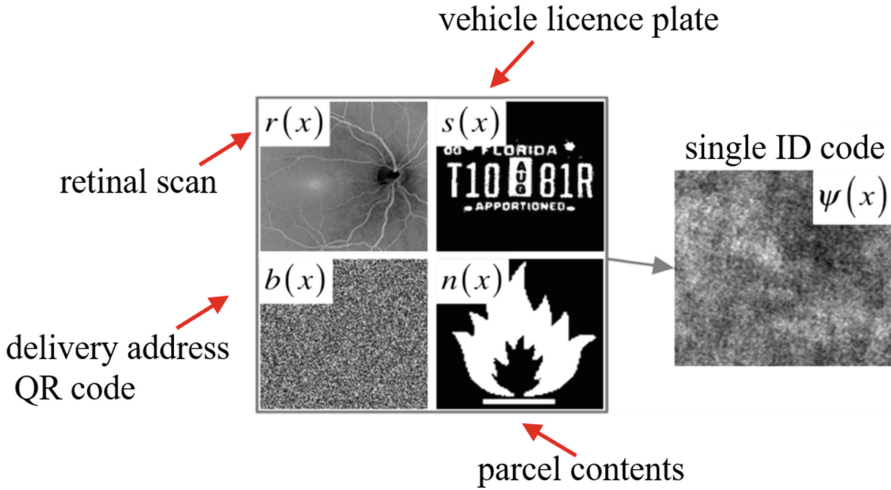 vehicle licence plate
r(x)
s(x)
FLORIDA
T10 81R
APPORTIONED
retinal scan
single ID code
ψ(x)
b(x)
n(x)
delivery address
QR code
parcel contents